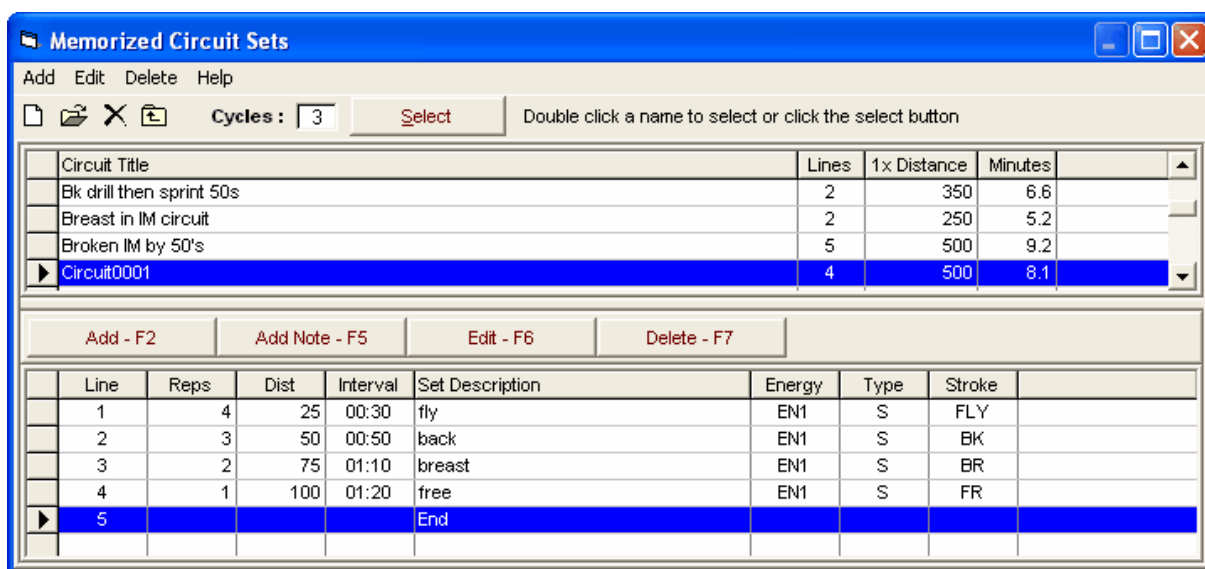 Memorized Circuit Sets
Add Edit Delete Help
Cycles : 3 Select Double click a name to select or click the select button
Circuit Title Lines 1x Distance Minutes
Bk drill then sprint 50s 2 350 6.6
Breast in IM circuit 2 250 5.2
Broken IM by 50's 5 500 9.2
Circuit0001 4 500 8.1
Add - F2 Add Note - F5 Edit - F6 Delete - F7
Line Reps Dist Interval Set Description Energy Type Stroke
1 4 25 00:30 fly EN1 S FLY
2 3 50 00:50 back EN1 S BK
3 2 75 01:10 breast EN1 S BR
4 1 100 01:20 free EN1 S FR
5 End